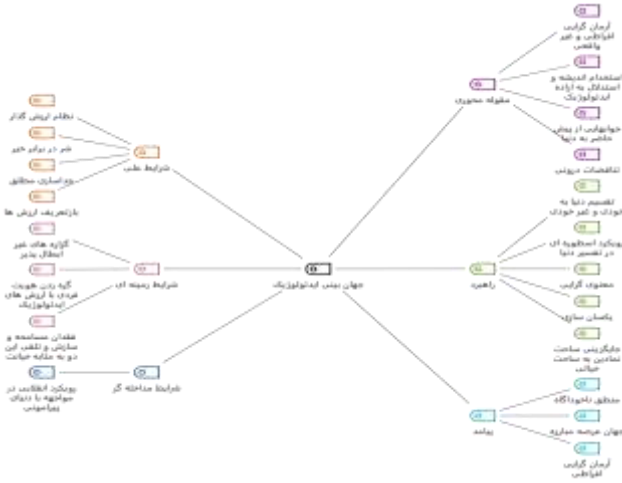 آرمان گرایی
افراطی و غیر
واقعی
استخدام اندیشه و
استدلال به اراده
ایدئولوژیک
مقوله محوری
جوابهایی از پیش
حاضر به دنیا
تناقضات درونی
نظام ارزش گذار
شر در برابر خیر
شرایط علی
جداسازی مطلق
بازتعریف ارزش ها
تقسیم دنیا به
خودی و غیر خودی
رویکرد اسطوره ای
در تفسیر دنیا
گزاره های غیر
ابطال پذیر
شرایط زمینه ای
جهان بینی ایدئولوژیک
راهبرد
معنوی گرایی
گره زدن هویت
فردی با ارزش های
ایدئولوژیک
یکسان سازی
فقدان مسامحه و
سازش و تلقی این
دو به مثابه خیانت
جایگزینی ساحت
نمادین به ساحت
حیاتی
شرایط مداخله گر
رویکرد انقلابی در
مواجهه با دنیای
پیرامونی
منطق ناخودآگاه
پیامد
جهان عرصه مبارزه
آرمان گرایی
افراطی